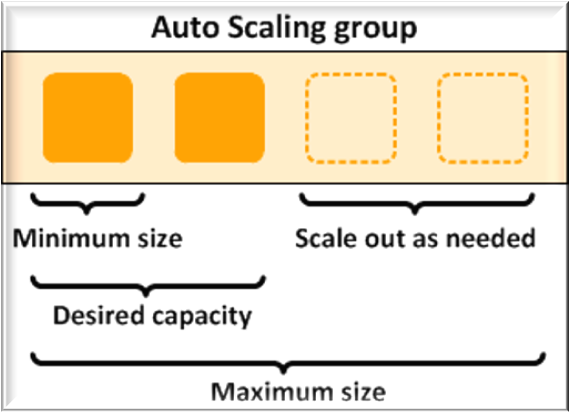 Auto Scaling group
Minimum size
Scale out as needed
Desired capacity
Maximum size